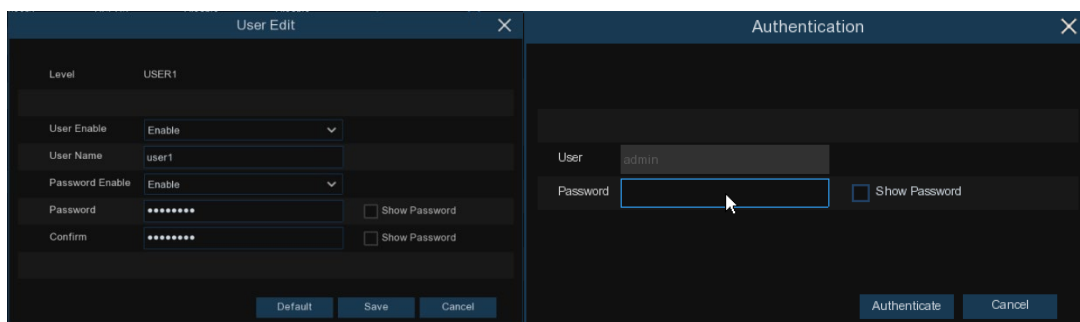 User Edit
Level USER1
User Enable Enable
User Name user1
Password Enable Enable
Password •••••••• Show Password
Confirm •••••••• Show Password
Default Save Cancel
Authentication
User admin
Password Show Password
Authenticate Cancel